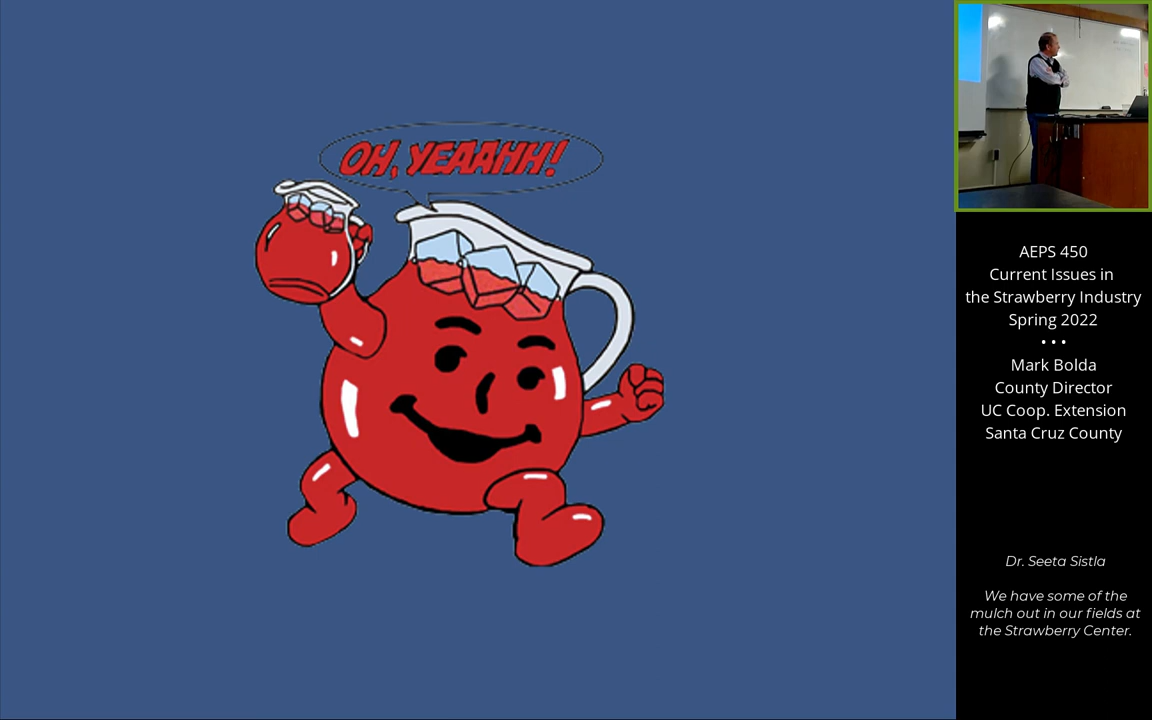 OH, YEAAHH!
AEPS 450
Current Issues in
the Strawberry Industry
Spring 2022
• • •
Mark Bolda
County Director
UC Coop. Extension
Santa Cruz County
Dr. Seeta Sistla
We have some of the
mulch out in our fields at
the Strawberry Center.